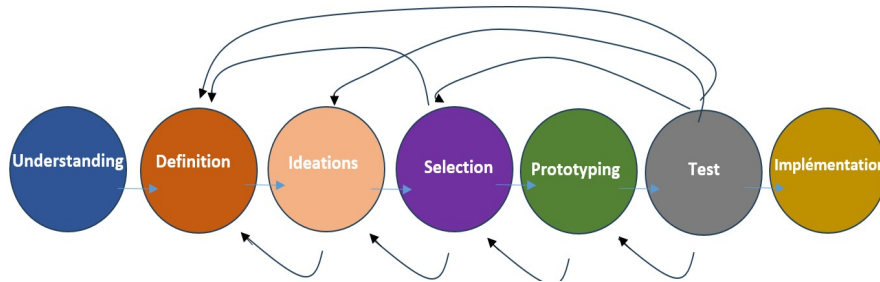 Understanding
Definition
Ideations
Selection
Prototyping
Test
Implémentation